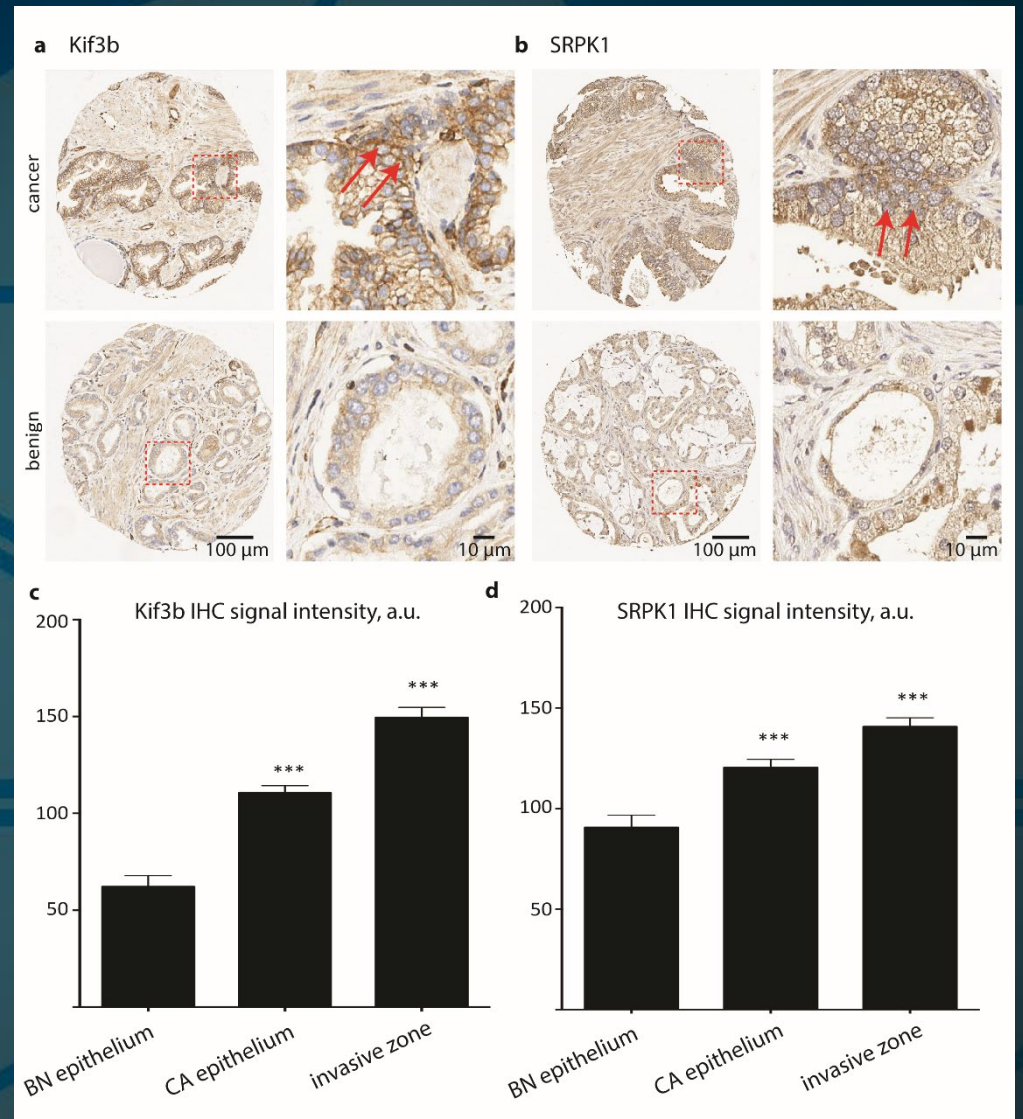 a Kif3b
b SRPK1
cancer
benign
100 µm
10 µm
100 µm
10 µm
c
Kif3b IHC signal intensity, a.u.
200
150
100
50
***
***
BN epithelium
CA epithelium
invasive zone
d
SRPK1 IHC signal intensity, a.u.
200
150
100
50
***
***
BN epithelium
CA epithelium
invasive zone